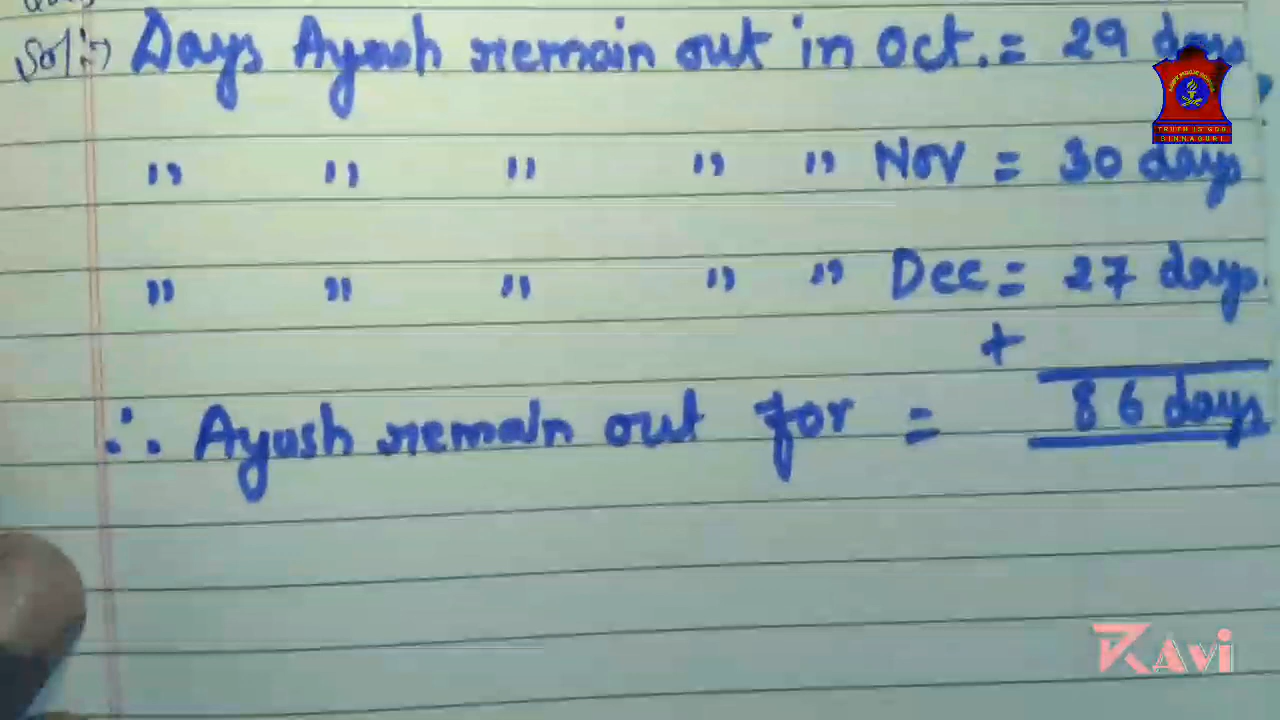 Sol:→ Days Ayush remain out in Oct. = 29 days
" " " " " Nov = 30 days
" " " " " Dec = 27 days.
+
∴ Ayush remain out for = 86 days
TRUTH IS GOD
BINNAGURI
RAVi